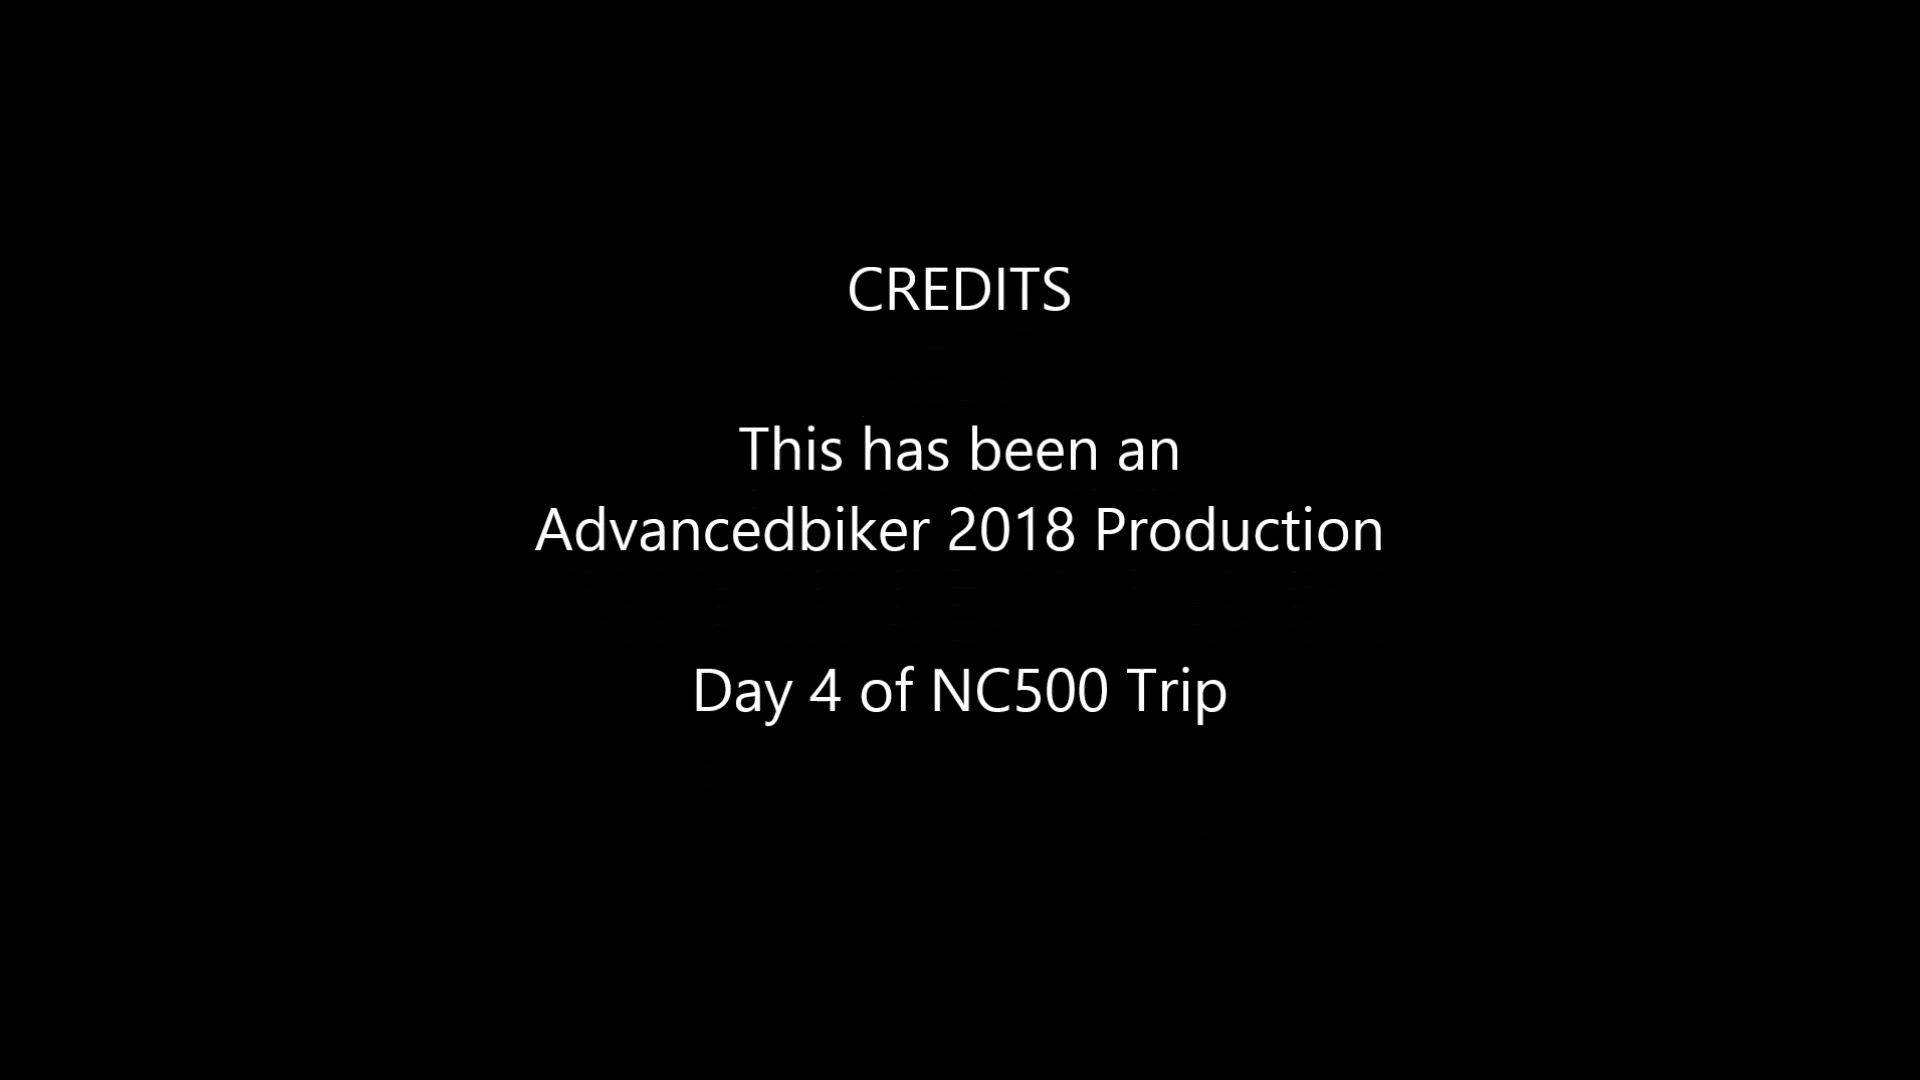 CREDITS
This has been an
Advancedbiker 2018 Production
Day 4 of NC500 Trip